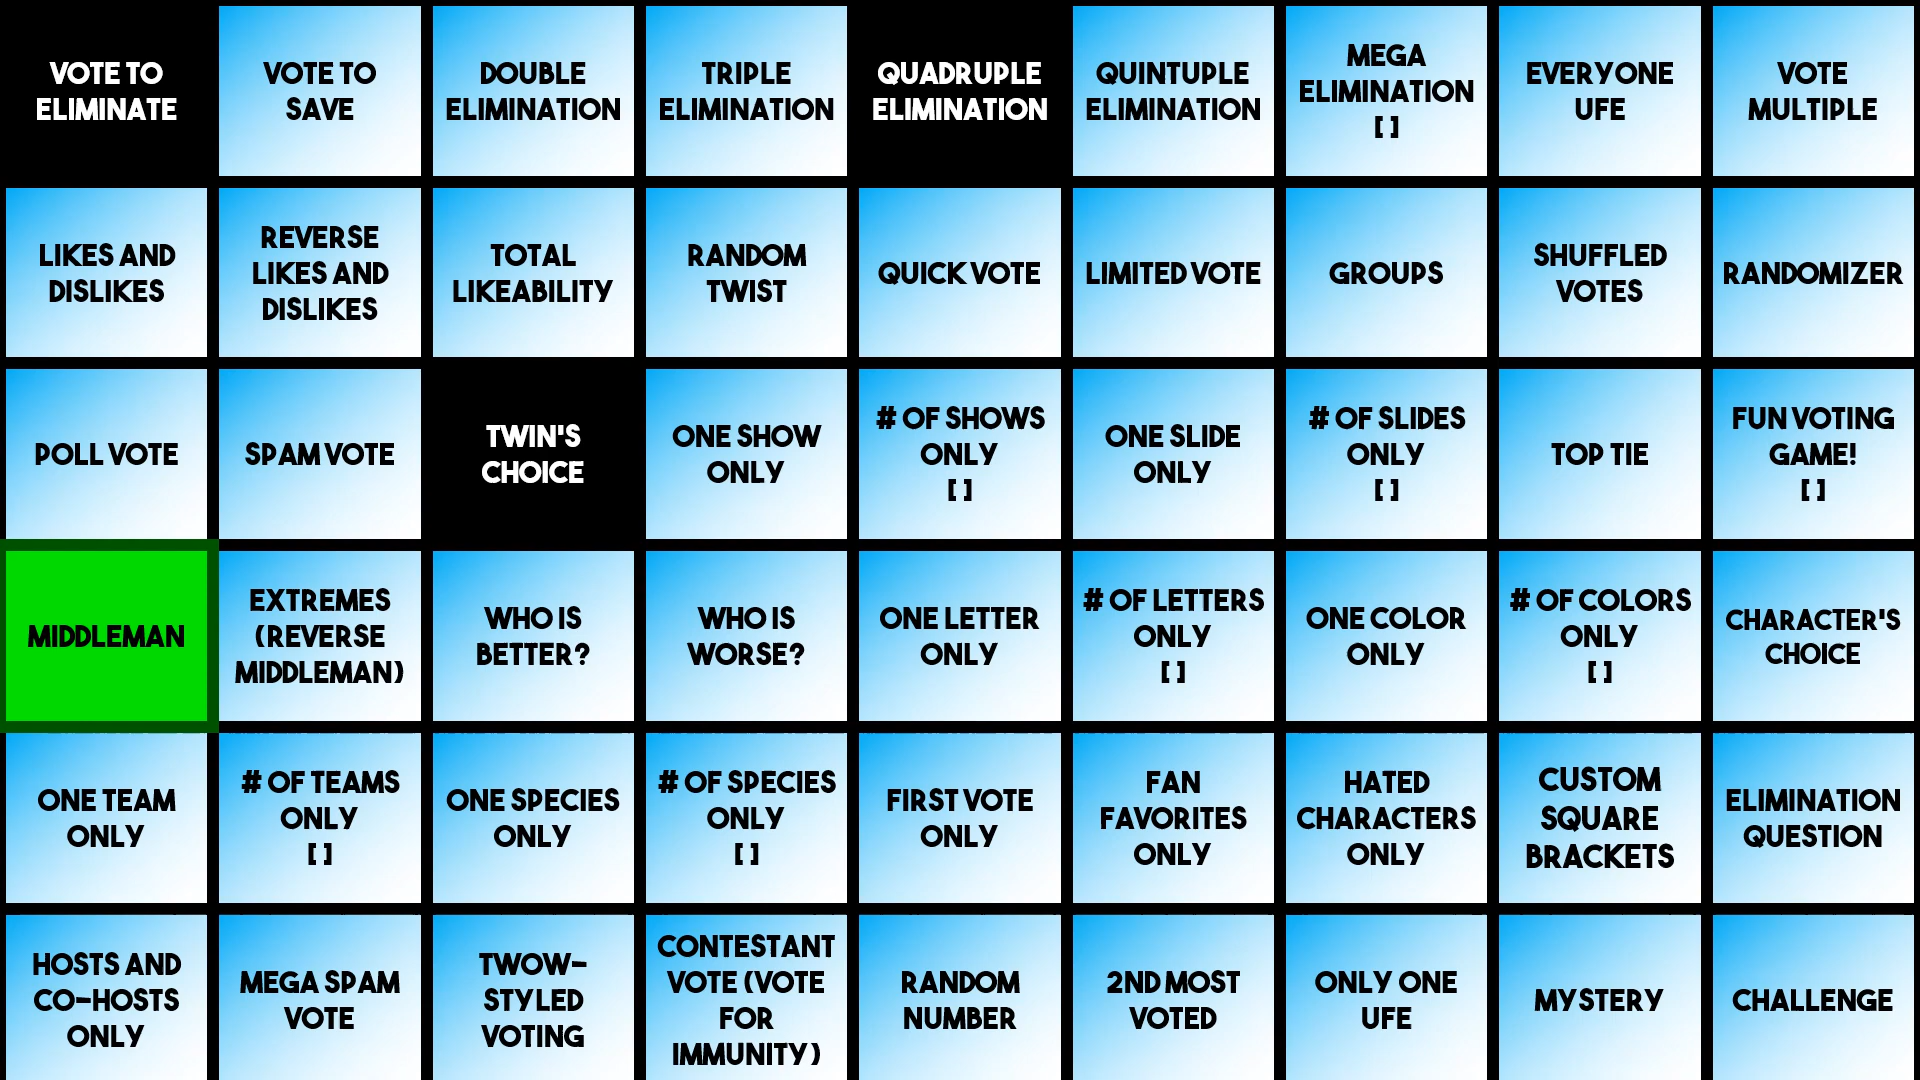 VOTE TO
ELIMINATE
VOTE TO
SAVE
DOUBLE
ELIMINATION
TRIPLE
ELIMINATION
QUADRUPLE
ELIMINATION
QUINTUPLE
ELIMINATION
MEGA
ELIMINATION
[ ]
EVERYONE
UFE
VOTE
MULTIPLE
LIKES AND
DISLIKES
REVERSE
LIKES AND
DISLIKES
TOTAL
LIKEABILITY
RANDOM
TWIST
QUICK VOTE
LIMITED VOTE
GROUPS
SHUFFLED
VOTES
RANDOMIZER
POLL VOTE
SPAM VOTE
TWIN'S
CHOICE
ONE SHOW
ONLY
# OF SHOWS
ONLY
[ ]
ONE SLIDE
ONLY
# OF SLIDES
ONLY
[ ]
TOP TIE
FUN VOTING
GAME!
[ ]
MIDDLEMAN
EXTREMES
(REVERSE
MIDDLEMAN)
WHO IS
BETTER?
WHO IS
WORSE?
ONE LETTER
ONLY
# OF LETTERS
ONLY
[ ]
ONE COLOR
ONLY
# OF COLORS
ONLY
[ ]
CHARACTER'S
CHOICE
ONE TEAM
ONLY
# OF TEAMS
ONLY
[ ]
ONE SPECIES
ONLY
# OF SPECIES
ONLY
[ ]
FIRST VOTE
ONLY
FAN
FAVORITES
ONLY
HATED
CHARACTERS
ONLY
CUSTOM
SQUARE
BRACKETS
ELIMINATION
QUESTION
HOSTS AND
CO-HOSTS
ONLY
MEGA SPAM
VOTE
TWOW-
STYLED
VOTING
CONTESTANT
VOTE (VOTE
FOR
IMMUNITY)
RANDOM
NUMBER
2ND MOST
VOTED
ONLY ONE
UFE
MYSTERY
CHALLENGE